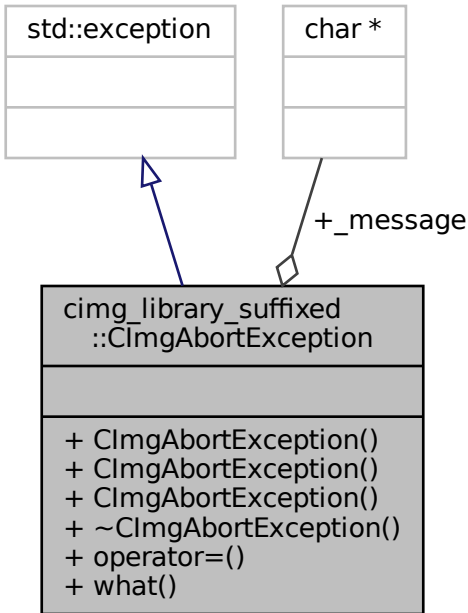 std::exception
char *
+_message
cimg_library_suffixed
::CImgAbortException
+ CImgAbortException()
+ CImgAbortException()
+ CImgAbortException()
+ ~CImgAbortException()
+ operator=()
+ what()